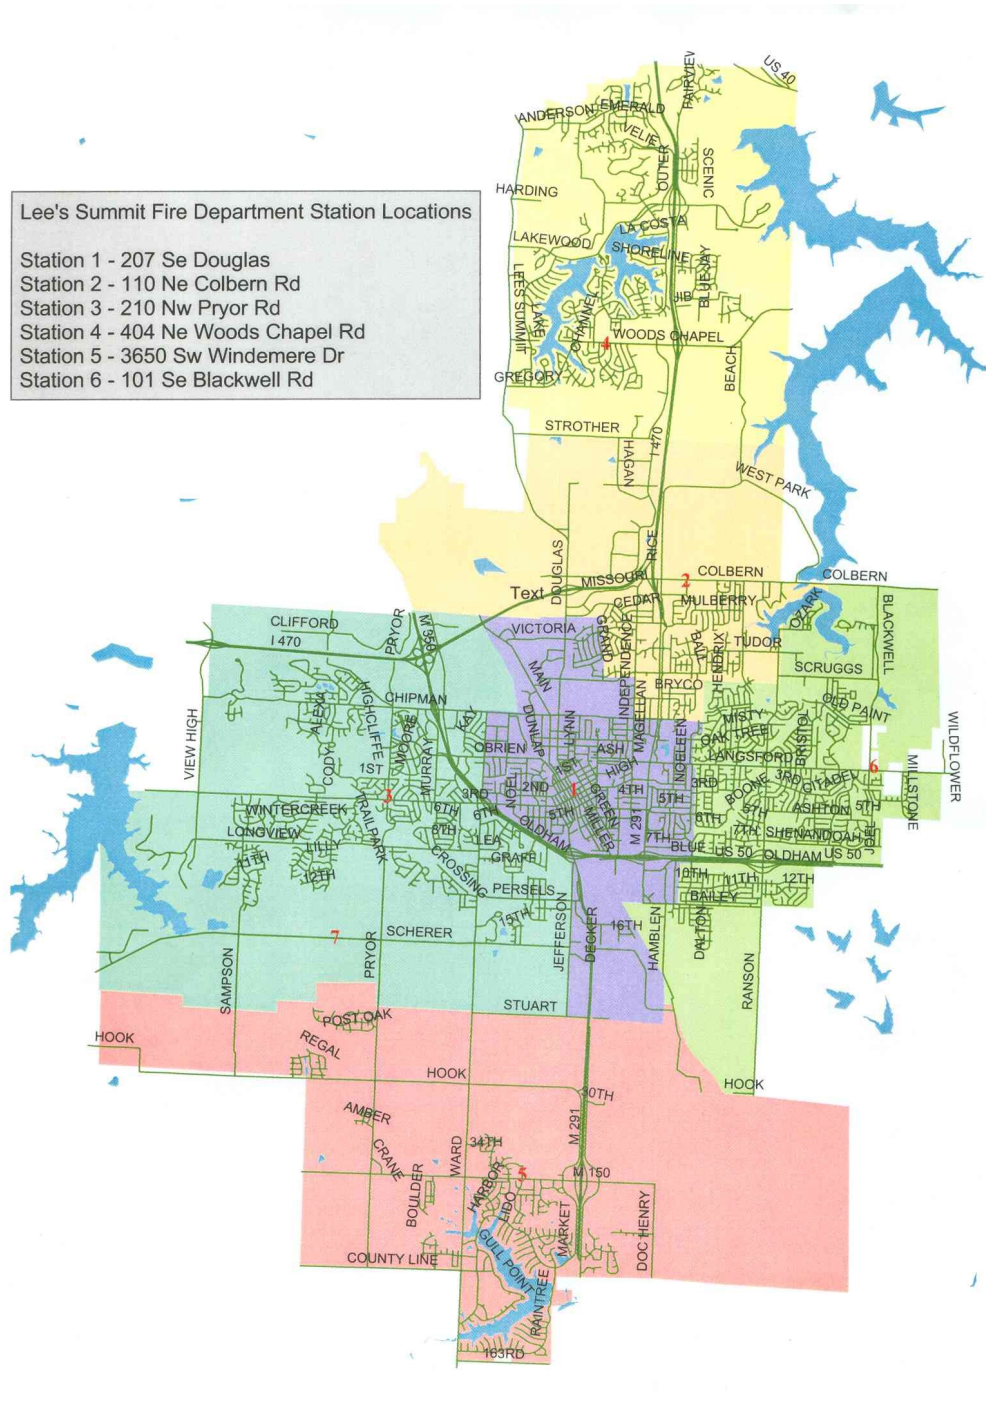 US 40
FAIRVIEW
ANDERSON
EMERALD
VELIE
OUTER
SCENIC
HARDING
Lee's Summit Fire Department Station Locations
Station 1 - 207 Se Douglas
Station 2 - 110 Ne Colbern Rd
Station 3 - 210 Nw Pryor Rd
Station 4 - 404 Ne Woods Chapel Rd
Station 5 - 3650 Sw Windemere Dr
Station 6 - 101 Se Blackwell Rd
LA COSTA
LAKEWOOD
SHORELINE
BLUE JAY
LEES SUMMIT
LAKE
CHANNEL
JIB
WOODS CHAPEL
4
BEACH
GREGORY
STROTHER
HAGAN
I 470
WEST PARK
DOUGLAS
RICE
MISSOURI
2
COLBERN
COLBERN
Text
CEDAR
MULBERRY
OZARK
BLACKWELL
CLIFFORD
I 470
PRYOR
M 350
VICTORIA
GRAND
INDEPENDENCE
BALL
HENDRIX
TUDOR
SCRUGGS
MAIN
BRYCO
MAGELLAN
OLD PAINT
VIEW HIGH
ALEXA
HIGHCLIFFE
CHIPMAN
MOORE
KAY
DUNLAP
LYNN
MISTY
OAK TREE
BRISTOL
WILDFLOWER
CODY
1ST
MURRAY
OBRIEN
ASH
1ST
HIGH
NOELEEN
LANGSFORD
6
MILLSTONE
3
3RD
NOEL
2ND
1
GREEN
4TH
5TH
3RD
BOONE
3RD
CITADEL
WINTERCREEK
TRAILPARK
6TH
6TH
5TH
MILLER
M 291
6TH
5TH
ASHTON
5TH
LONGVIEW
LILLY
8TH
LEA
OLDHAM
7TH
7TH
SHENANDOAH
11TH
12TH
CROSSING
GRAFF
BLUE
US 50
OLDHAM
US 50
10TH
11TH
12TH
PERSELS
BAILEY
15TH
16TH
7
SCHERER
JEFFERSON
DECKER
HAMBLEN
DALTON
SAMPSON
PRYOR
RANSON
STUART
POST OAK
HOOK
REGAL
HOOK
HOOK
30TH
AMBER
M 291
CRANE
WARD
34TH
BOULDER
HARBOR
5
M 150
LIDO
MARKET
DOC HENRY
COUNTY LINE
GULL POINT
RAINTREE
163RD